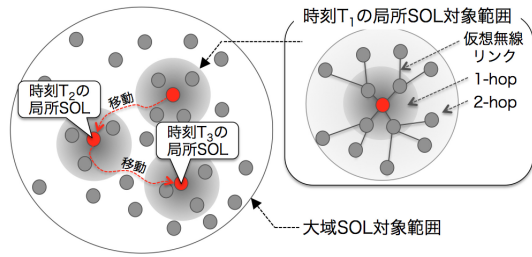 時刻T₁の局所SOL対象範囲
仮想無線
リンク
1-hop
2-hop
時刻T₂の
局所SOL
移動
時刻T₃の
局所SOL
移動
大域SOL対象範囲